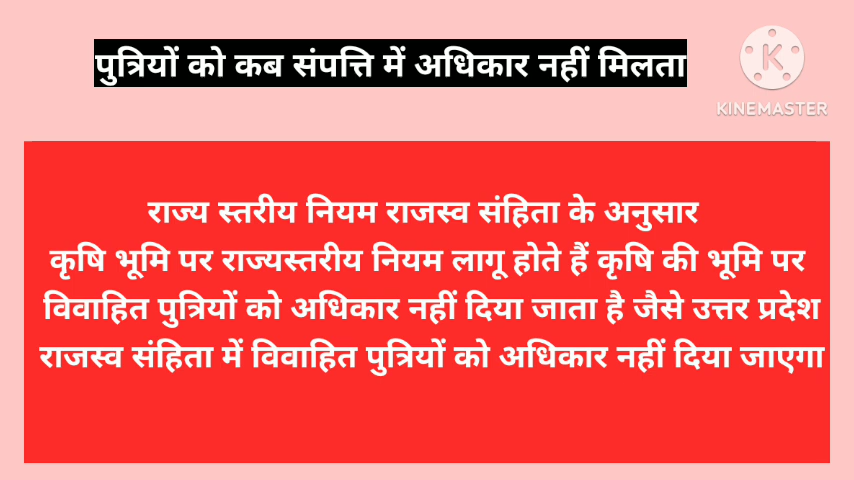 पुत्रियों को कब संपत्ति में अधिकार नहीं मिलता
KINEMASTER
राज्य स्तरीय नियम राजस्व संहिता के अनुसार
कृषि भूमि पर राज्यस्तरीय नियम लागू होते हैं कृषि की भूमि पर
विवाहित पुत्रियों को अधिकार नहीं दिया जाता है जैसे उत्तर प्रदेश
राजस्व संहिता में विवाहित पुत्रियों को अधिकार नहीं दिया जाएगा